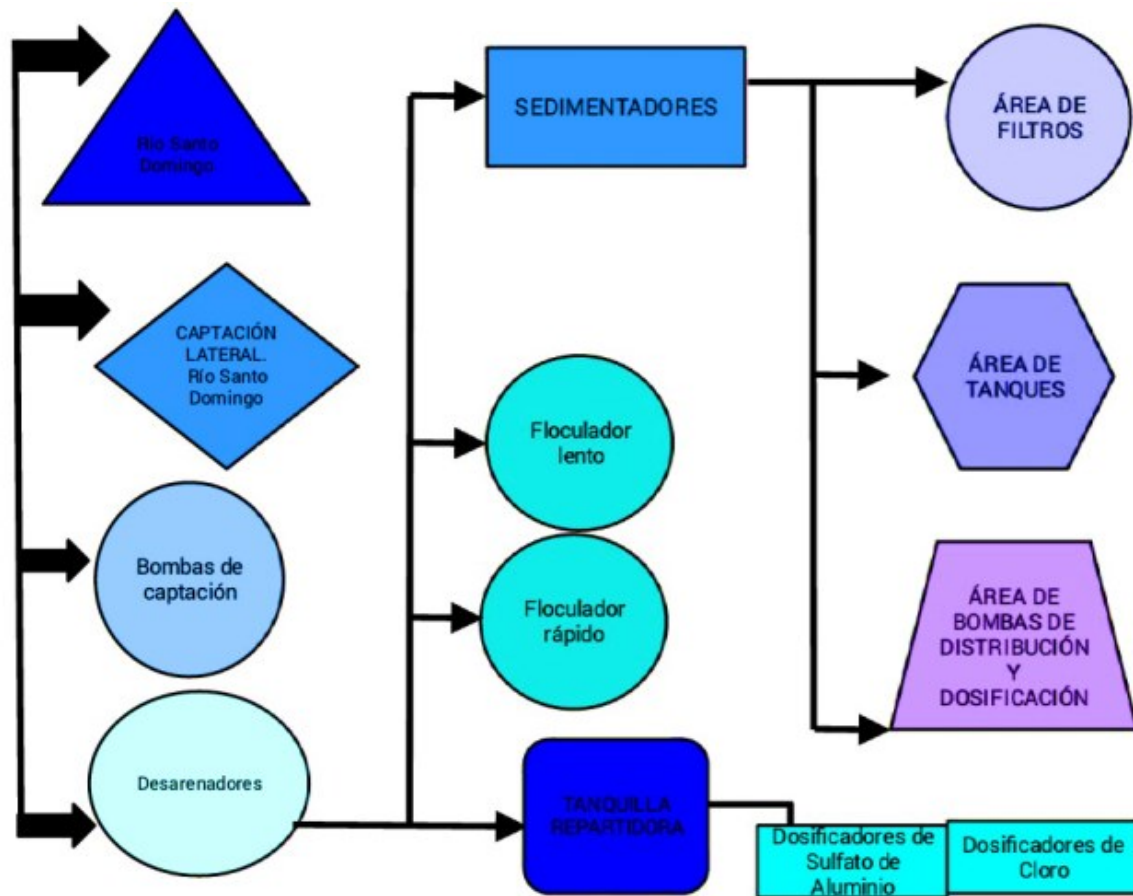 Río Santo
Domingo
CAPTACIÓN
LATERAL.
Río Santo
Domingo
Bombas de
captación
Desarenadores
SEDIMENTADORES
Floculador
lento
Floculador
rápido
TANQUILLA
REPARTIDORA
Dosificadores de
Sulfato de
Aluminio
Dosificadores de
Cloro
ÁREA DE
FILTROS
ÁREA DE
TANQUES
ÁREA DE
BOMBAS DE
DISTRIBUCIÓN
Y
DOSIFICACIÓN